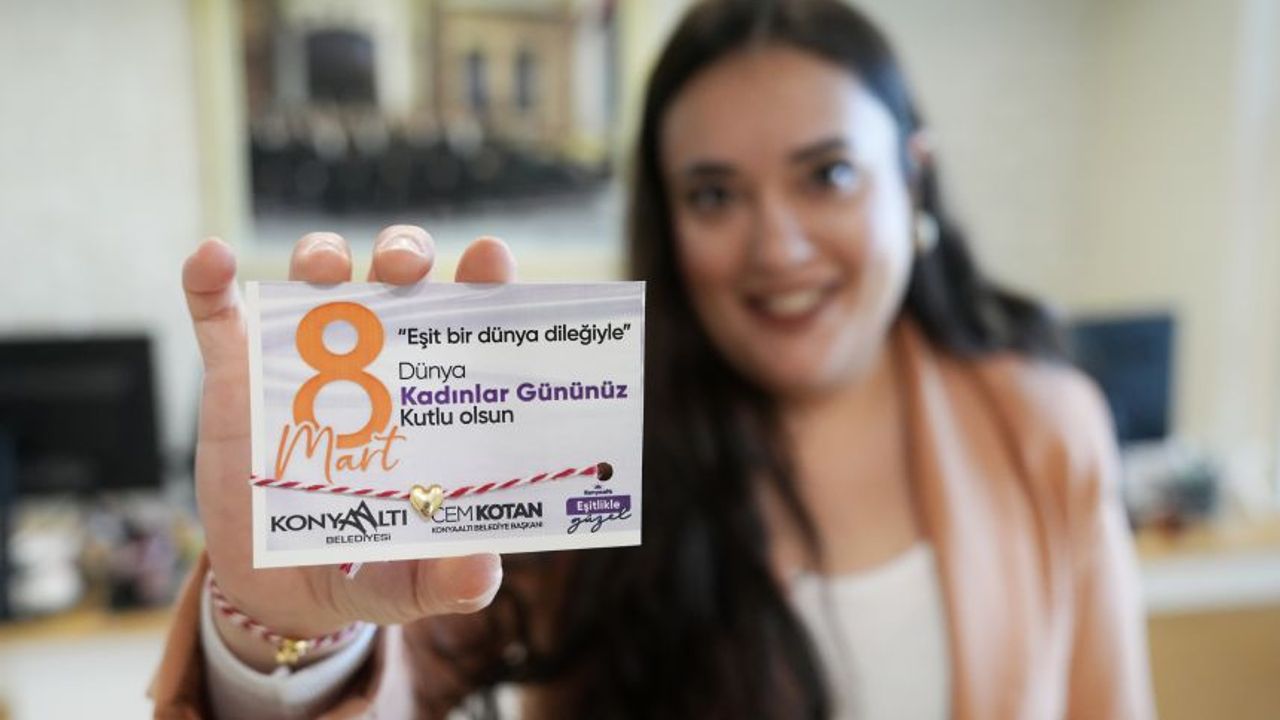 8
Mart
"Eşit bir dünya dileğiyle"
Dünya
Kadınlar Gününüz
Kutlu olsun
KONYAALTI
BELEDİYESİ
CEM KOTAN
KONYAALTI BELEDİYE BAŞKANI
Konyaaltı
Eşitlikle
güzel